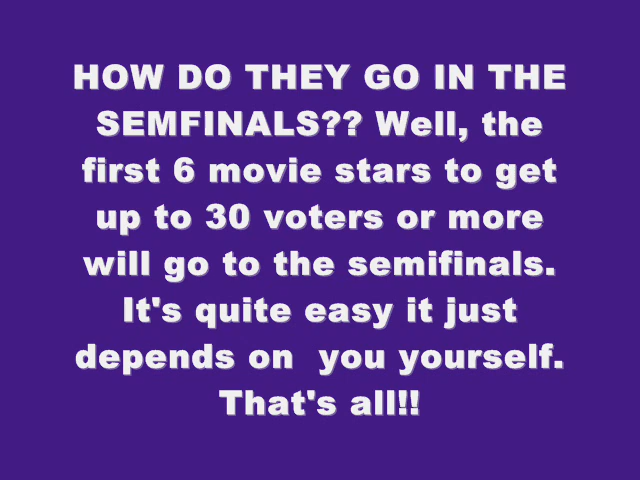 HOW DO THEY GO IN THE
SEMFINALS?? Well, the
first 6 movie stars to get
up to 30 voters or more
will go to the semifinals.
It's quite easy it just
depends on  you yourself.
That's all!!